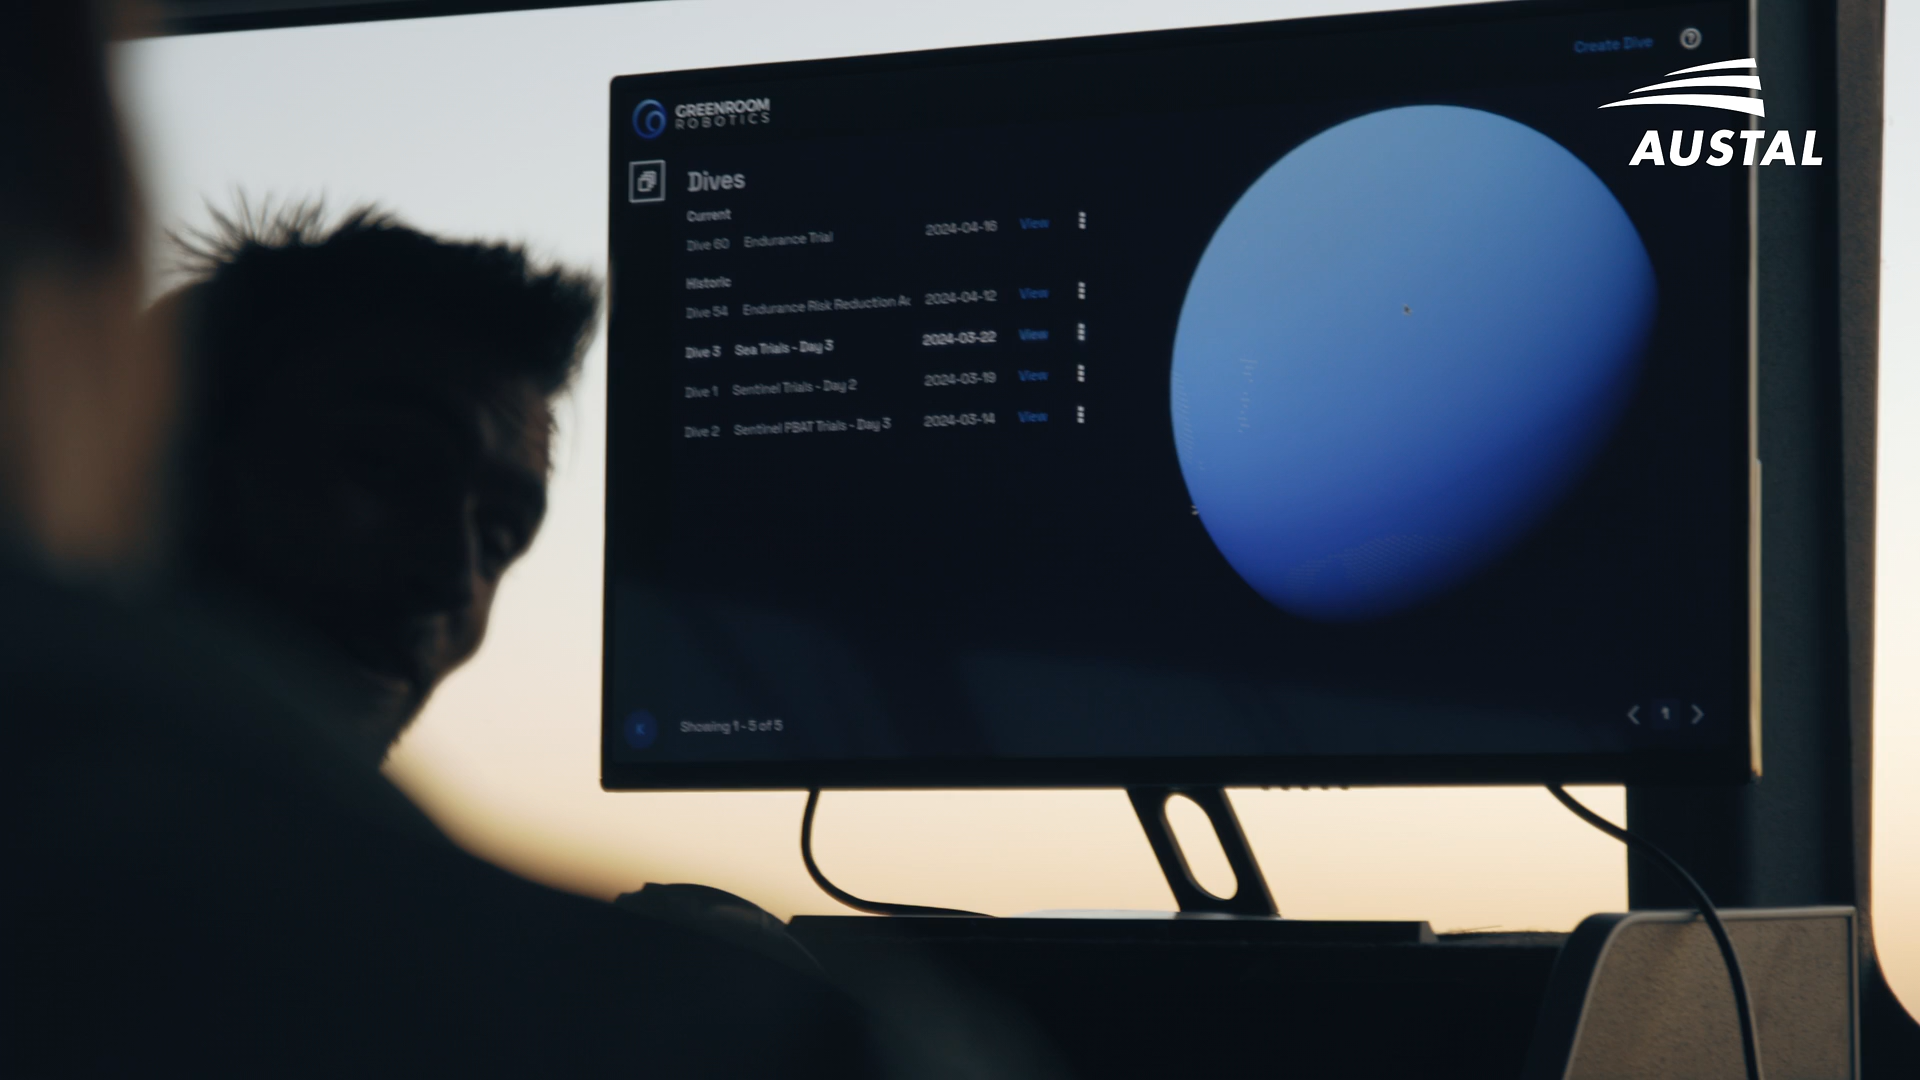 Create Dive
AUSTAL
GREENROOM
ROBOTICS
Dives
Current
Dive 60 Endurance Trial 2024-04-16 View
Historic
Dive 54 Endurance Risk Reduction Ac 2024-04-12 View
Dive 3 Sea Trials - Day 3 2024-03-22 View
Dive 1 Sentinel Trials - Day 2 2024-03-19 View
Dive 2 Sentinel PBAT Trials - Day 3 2024-03-14 View
Showing 1 - 5 of 5
1